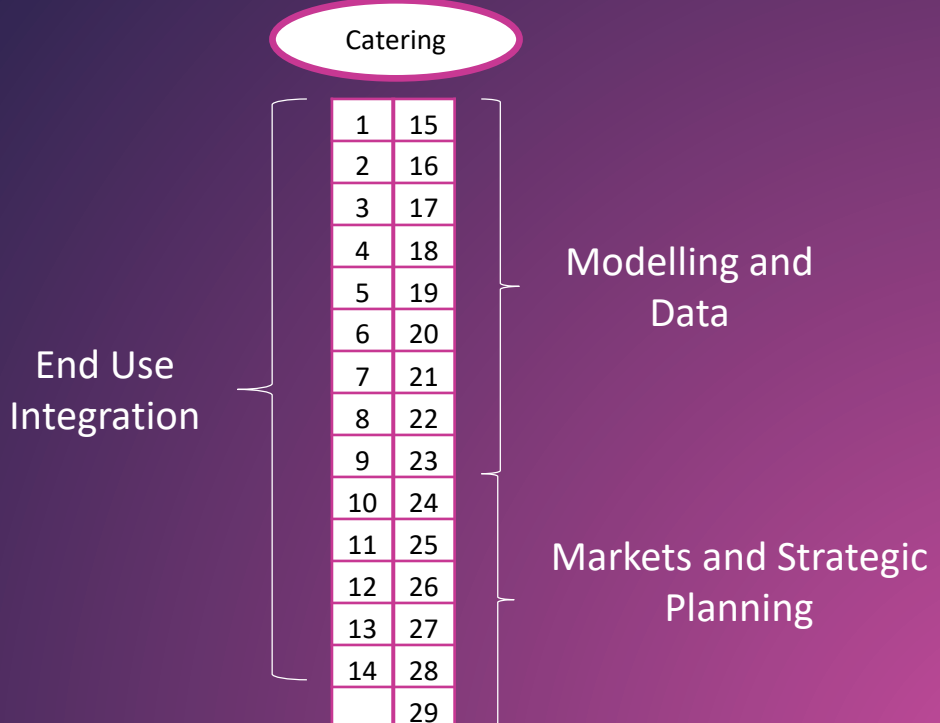 Catering
1 15
2 16
3 17
4 18
5 19
6 20
7 21
8 22
9 23
10 24
11 25
12 26
13 27
14 28
29
End Use
Integration
Modelling and
Data
Markets and Strategic
Planning